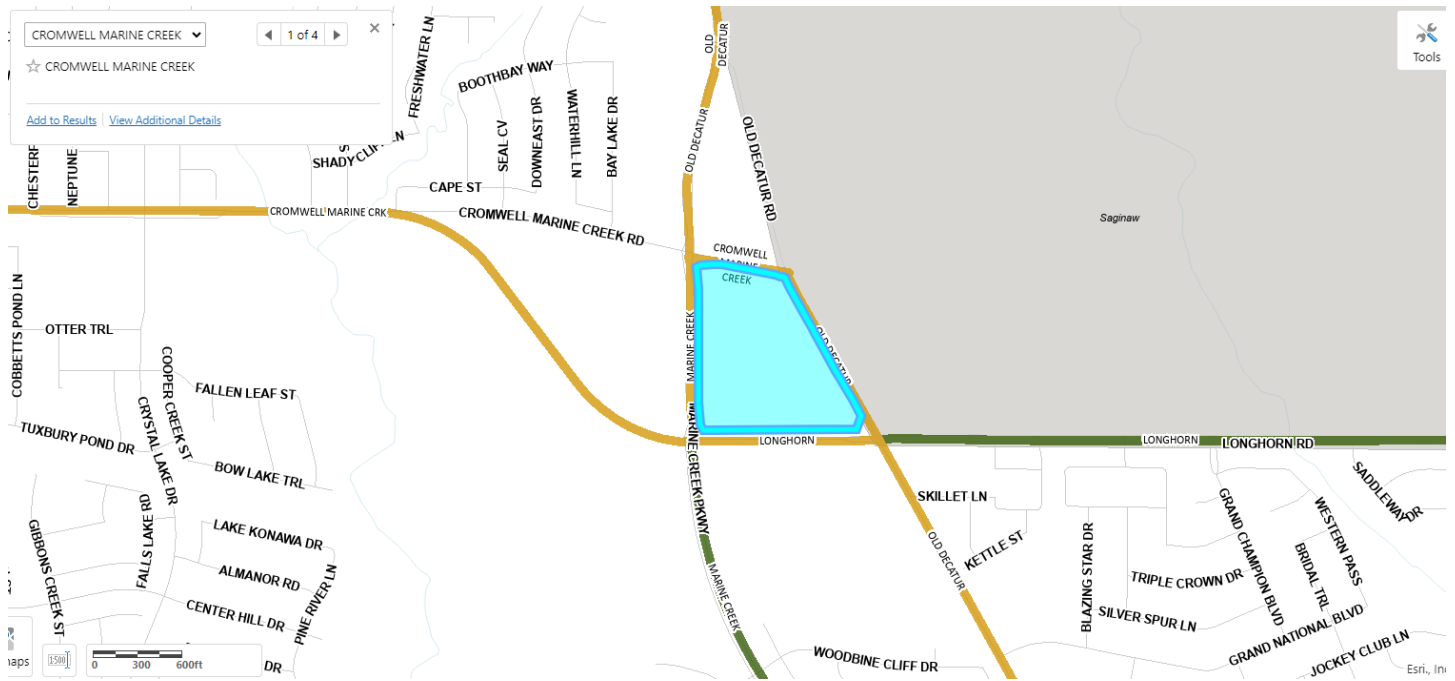 CROMWELL MARINE CREEK
1 of 4
CROMWELL MARINE CREEK
Add to Results
View Additional Details
Tools
FRESHWATER LN
BOOTHBAY WAY
SEAL CV
DOWNEAST DR
WATERHILL LN
BAY LAKE DR
NEPTUNE
CAPE ST
OLD DECATUR
OLD DECATUR
OLD DECATUR RD
CROMWELL MARINE CRK
CROMWELL MARINE CREEK RD
Saginaw
CROMWELL
MARINE
CREEK
MARINE CREEK
OLD DECATUR
COBBETTS POND LN
OTTER TRL
COOPER CREEK ST
FALLEN LEAF ST
CRYSTAL LAKE DR
TUXBURY POND DR
BOW LAKE TRL
MARINE CREEK PKWY
LONGHORN
LONGHORN
LONGHORN RD
SADDLEWAY DR
SKILLET LN
KETTLE ST
OLD DECATUR
GIBBONS CREEK ST
FALLS LAKE RD
LAKE KONAWA DR
ALMANOR RD
CENTER HILL DR
PINE RIVER LN
DR
MARINE CREEK
BLAZING STAR DR
GRAND CHAMPION BLVD
WESTERN PASS
BRIDAL TRL
TRIPLE CROWN DR
SILVER SPUR LN
GRAND NATIONAL BLVD
JOCKEY CLUB LN
WOODBINE CLIFF DR
0 300 600ft